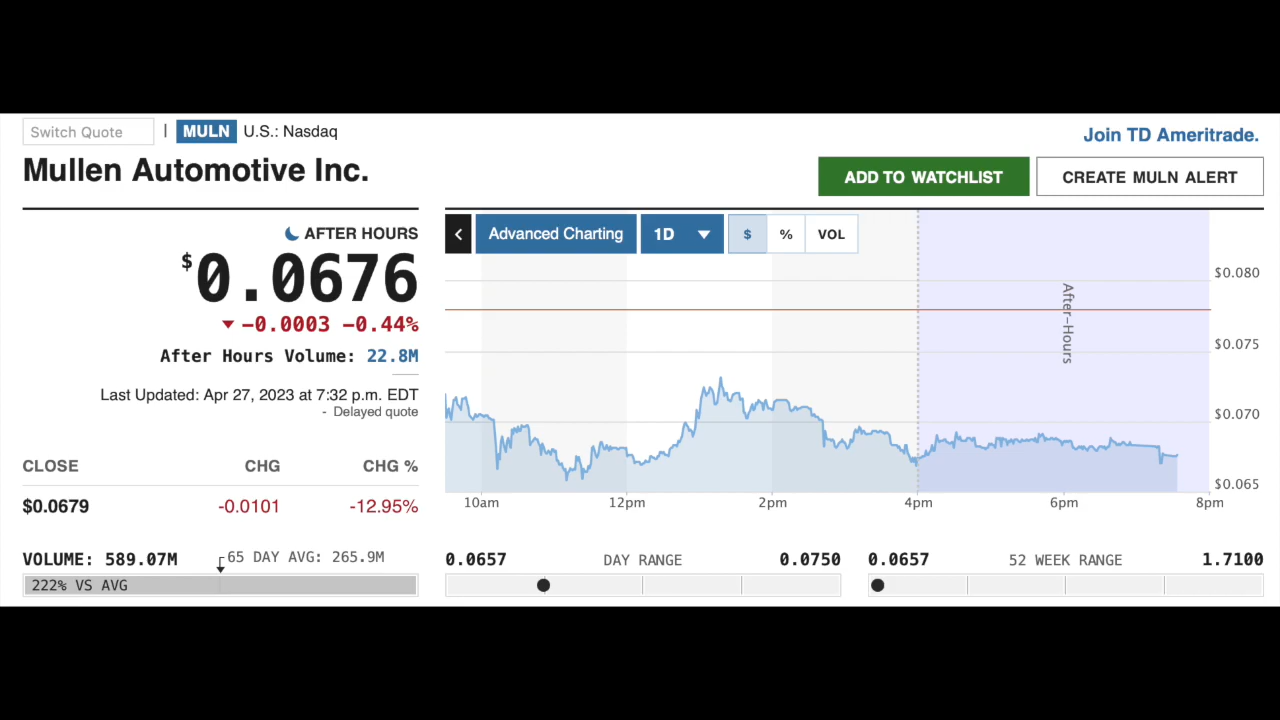 Switch Quote | MULN U.S.: Nasdaq
Join TD Ameritrade.
Mullen Automotive Inc.
ADD TO WATCHLIST
CREATE MULN ALERT
AFTER HOURS
$0.0676
-0.0003 -0.44%
After Hours Volume: 22.8M
Last Updated: Apr 27, 2023 at 7:32 p.m. EDT
- Delayed quote
CLOSE CHG CHG %
$0.0679 -0.0101 -12.95%
VOLUME: 589.07M 65 DAY AVG: 265.9M
222% VS AVG
Advanced Charting 1D $ % VOL
$0.080
After-Hours
$0.075
$0.070
$0.065
10am 12pm 2pm 4pm 6pm 8pm
0.0657 DAY RANGE 0.0750
0.0657 52 WEEK RANGE 1.7100